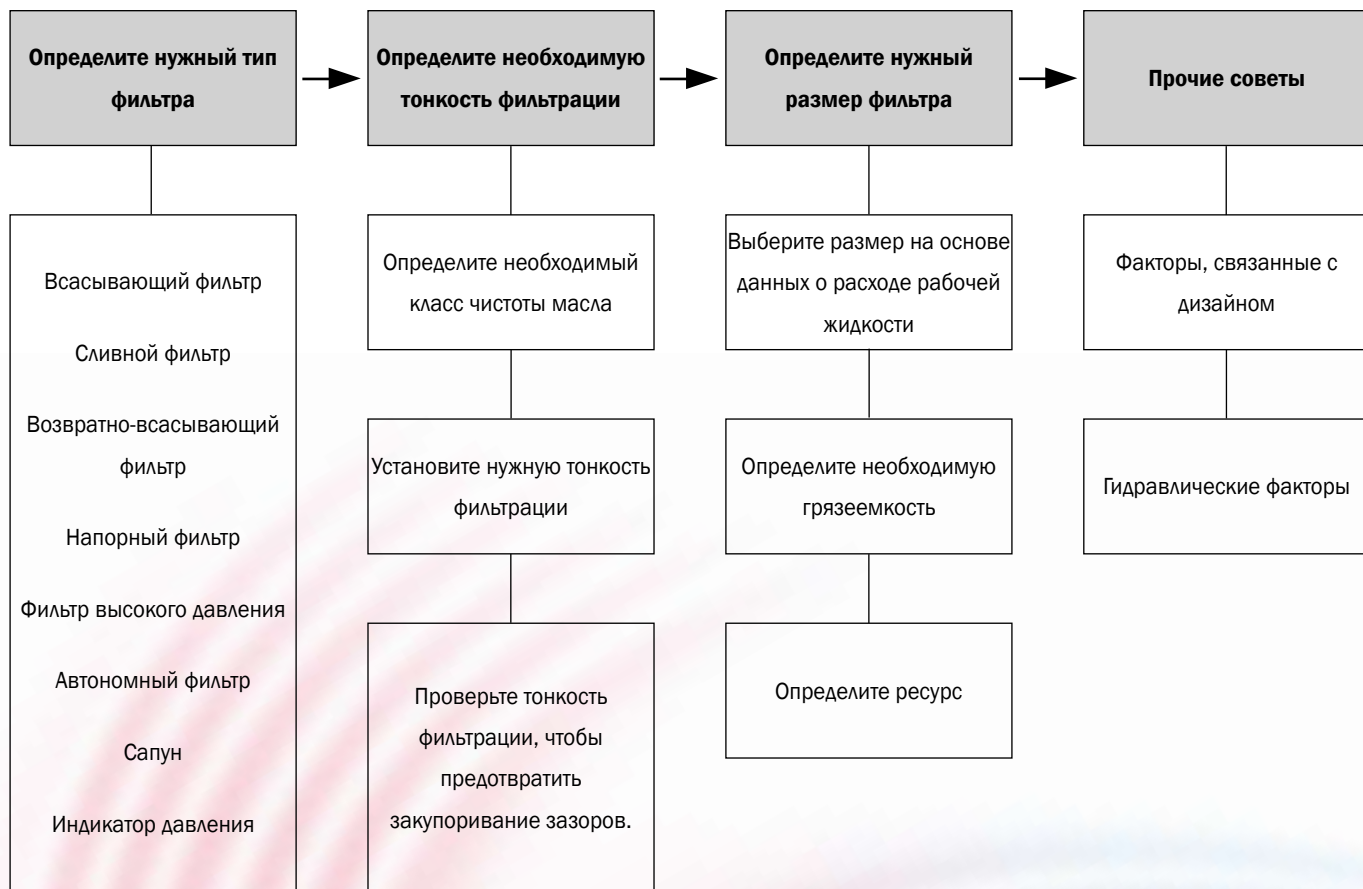 Определите нужный тип
фильтра
Определите необходимую
тонкость фильтрации
Определите нужный
размер фильтра
Прочие советы
Всасывающий фильтр
Сливной фильтр
Возвратно-всасывающий
фильтр
Напорный фильтр
Фильтр высокого давления
Автономный фильтр
Сапун
Индикатор давления
Определите необходимый
класс чистоты масла
Установите нужную тонкость
фильтрации
Проверьте тонкость
фильтрации, чтобы
предотвратить
закупоривание зазоров.
Выберите размер на основе
данных о расходе рабочей
жидкости
Определите необходимую
грязеемкость
Определите ресурс
Факторы, связанные с
дизайном
Гидравлические факторы